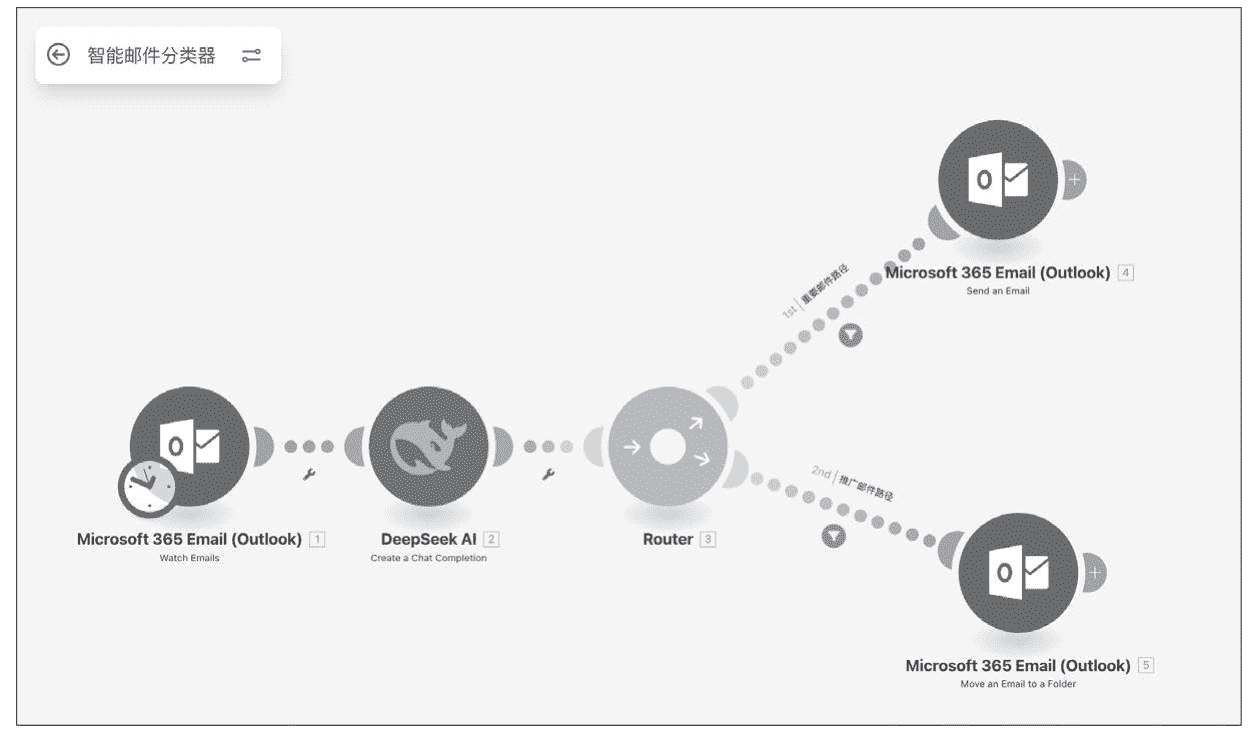 智能邮件分类器
1st 重要邮件路径
Microsoft 365 Email (Outlook) 4
Send an Email
Microsoft 365 Email (Outlook) 1
Watch Emails
DeepSeek AI 2
Create a Chat Completion
Router 3
2nd 推广邮件路径
Microsoft 365 Email (Outlook) 5
Move an Email to a Folder